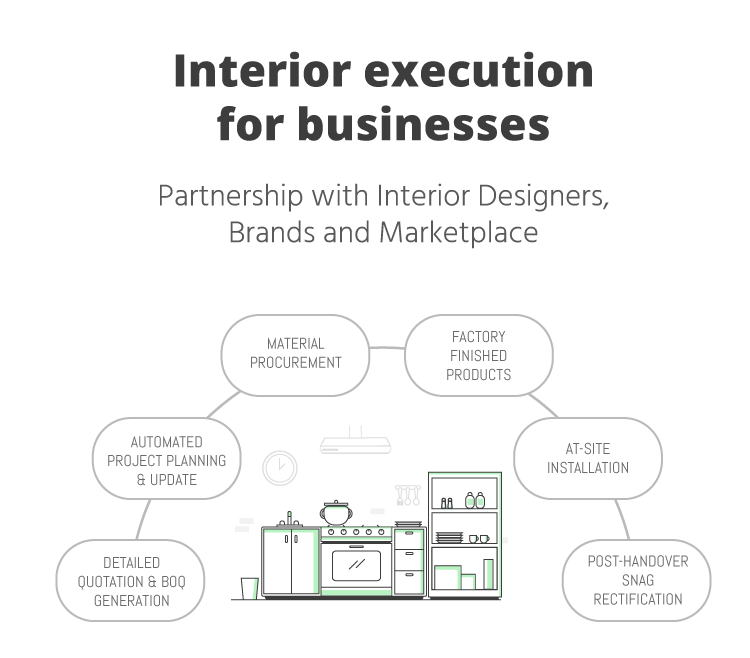 Interior execution
for businesses
Partnership with Interior Designers,
Brands and Marketplace
MATERIAL
PROCUREMENT
FACTORY
FINISHED
PRODUCTS
AUTOMATED
PROJECT PLANNING
& UPDATE
AT-SITE
INSTALLATION
DETAILED
QUOTATION & BOQ
GENERATION
POST-HANDOVER
SNAG
RECTIFICATION